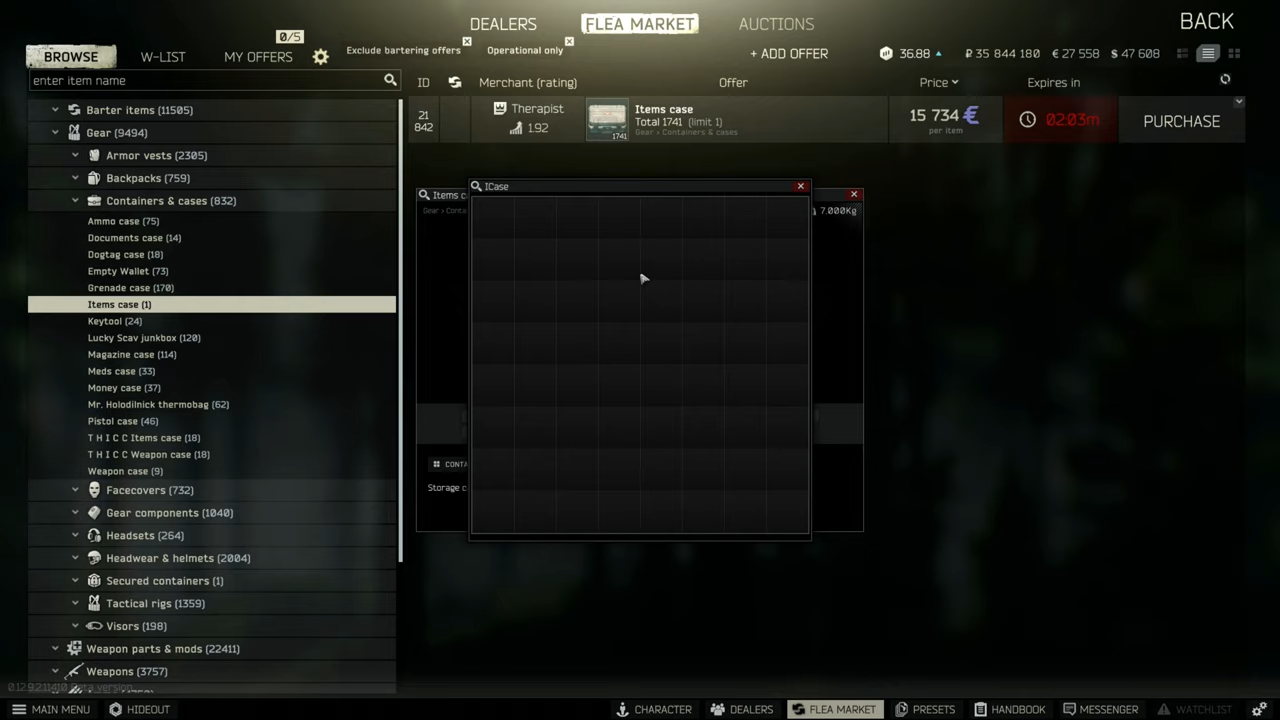 DEALERS FLEA MARKET AUCTIONS BACK
0/5
BROWSE W-LIST MY OFFERS Exclude bartering offers Operational only + ADD OFFER 36.88 ₽ 35 844 180 € 27 558 $ 47 608
enter item name ID Merchant (rating) Offer Price Expires in
Barter items (11505)
21 842 Therapist 1.92 1741 Items case
Total 1741 (limit 1)
Gear > Containers & cases
15 734 €
per item
02:03m PURCHASE
Gear (9494)
Armor vests (2305)
Backpacks (759)
Containers & cases (832)
Ammo case (75)
Documents case (14)
Dogtag case (18)
Empty Wallet (73)
Grenade case (170)
Items case (1)
Keytool (24)
Lucky Scav junkbox (120)
Magazine case (114)
Meds case (33)
Money case (37)
Mr. Holodilnick thermobag (62)
Pistol case (46)
T H I C C Items case (18)
T H I C C Weapon case (18)
Weapon case (9)
Facecovers (732)
Gear components (1040)
Headsets (264)
Headwear & helmets (2004)
Secured containers (1)
Tactical rigs (1359)
Visors (198)
Weapon parts & mods (22411)
Weapons (3757)
ICase
Items c
Gear > Conta
7.000Kg
CONTA
Storage c
Beta version
MAIN MENU HIDEOUT CHARACTER DEALERS FLEA MARKET PRESETS HANDBOOK MESSENGER WATCHLIST